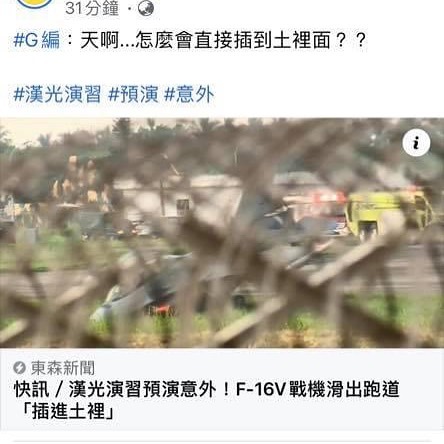 31分鐘 ·
#G編：天啊...怎麼會直接插到土裡面？？
#漢光演習 #預演 #意外
i
東森新聞
快訊 / 漢光演習預演意外！F-16V戰機滑出跑道
「插進土裡」